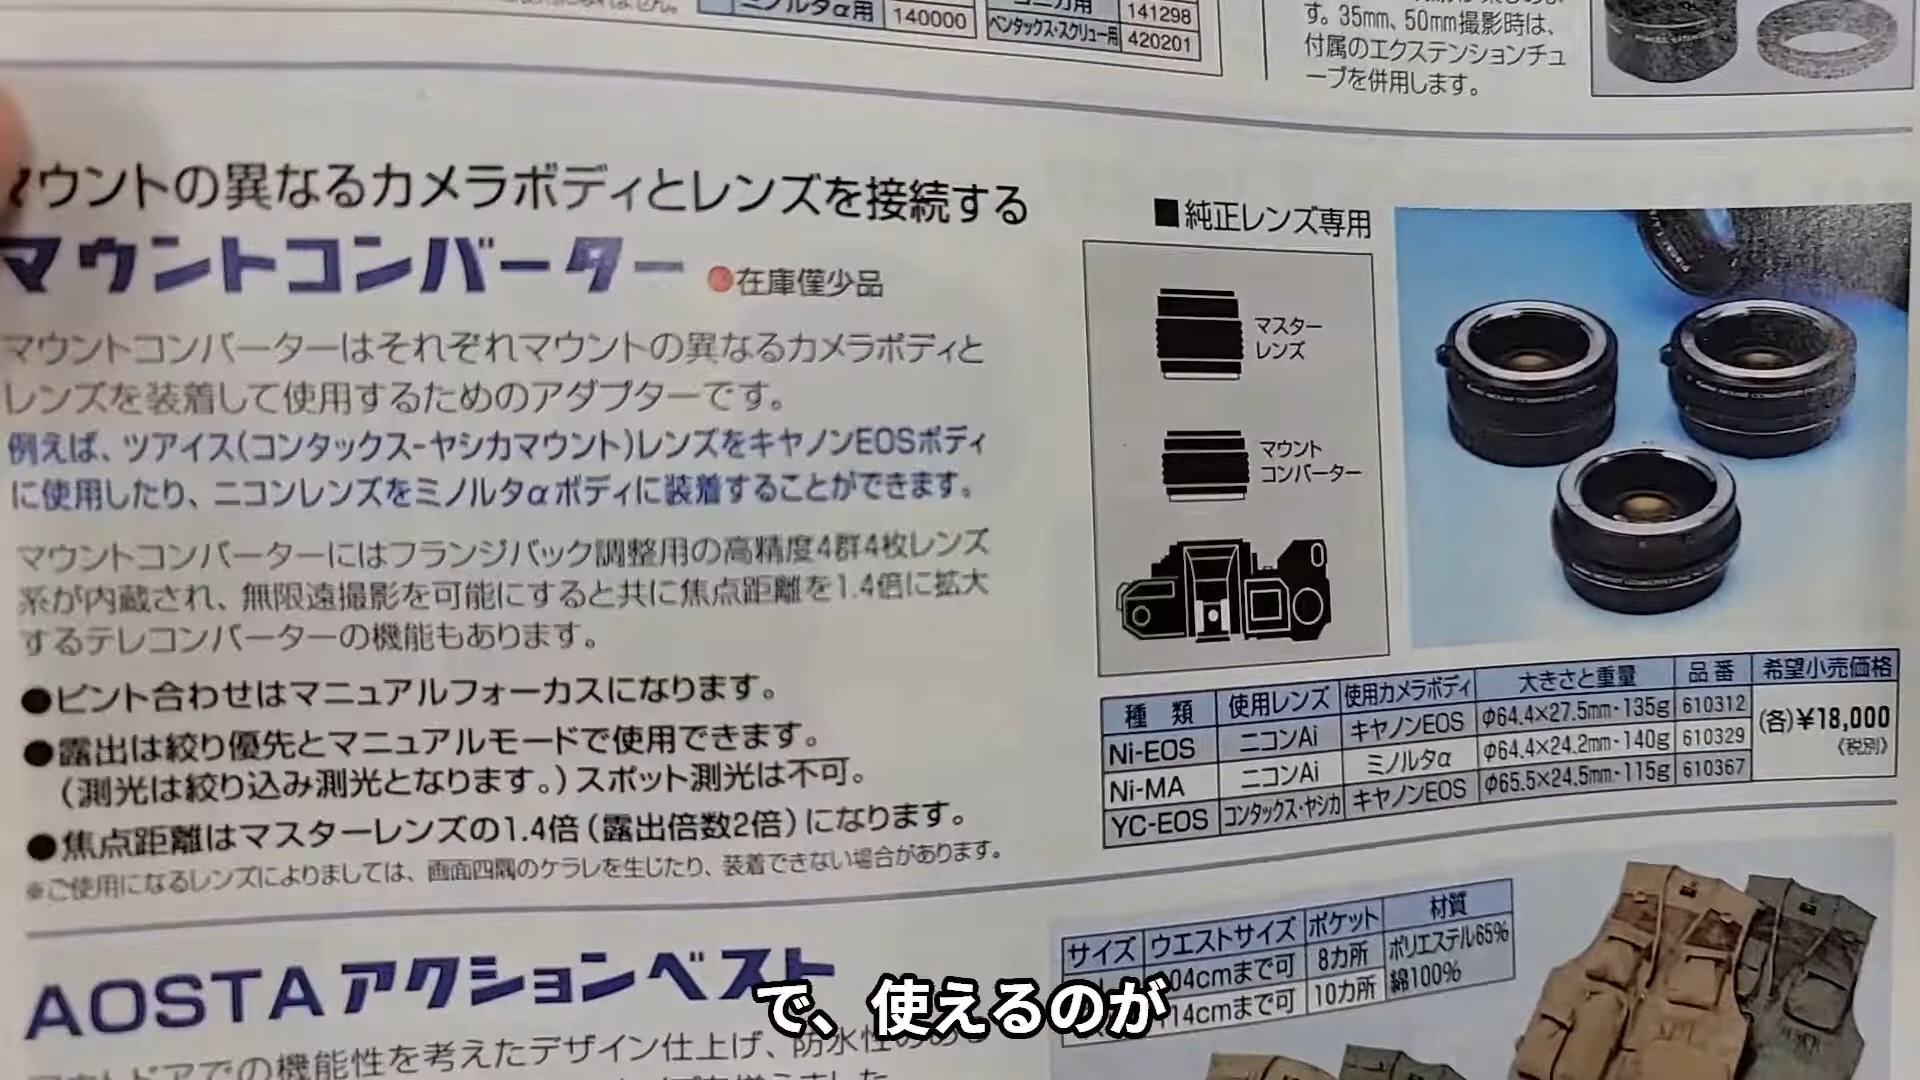 ミノルタα用 140000
141298
ペンタックス・スクリュー用 420201
す。35mm、50mm撮影時は、
付属のエクステンションチュ
ーブを併用します。
マウントの異なるカメラボディとレンズを接続する
マウントコンバーター ●在庫僅少品
マウントコンバーターはそれぞれマウントの異なるカメラボディと
レンズを装着して使用するためのアダプターです。
例えば、ツアイス(コンタックス-ヤシカマウント)レンズをキヤノンEOSボディ
に使用したり、ニコンレンズをミノルタαボディに装着することができます。
マウントコンバーターにはフランジバック調整用の高精度4群4枚レンズ
系が内蔵され、無限遠撮影を可能にすると共に焦点距離を1.4倍に拡大
するテレコンバーターの機能もあります。
●ピント合わせはマニュアルフォーカスになります。
●露出は絞り優先とマニュアルモードで使用できます。
(測光は絞り込み測光となります。)スポット測光は不可。
●焦点距離はマスターレンズの1.4倍(露出倍数2倍)になります。
※ご使用になるレンズによりましては、画面四隅のケラレを生じたり、装着できない場合があります。
■純正レンズ専用
マスター
レンズ
マウント
コンバーター
種 類 使用レンズ 使用カメラボディ 大きさと重量 品番 希望小売価格
Ni-EOS ニコンAi キヤノンEOS φ64.4×27.5mm・135g 610312 (各)¥18,000
Ni-MA ニコンAi ミノルタα φ64.4×24.2mm・140g 610329 《税別》
YC-EOS コンタックス・ヤシカ キヤノンEOS φ65.5×24.5mm・115g 610367
AOSTAアクションベスト
アウトドアでの機能性を考えたデザイン仕上げ、防水性
サイズ ウエストサイズ ポケット 材質
04cmまで可 8カ所 ポリエステル65%
114cmまで可 10カ所 綿100%
で、使えるのが